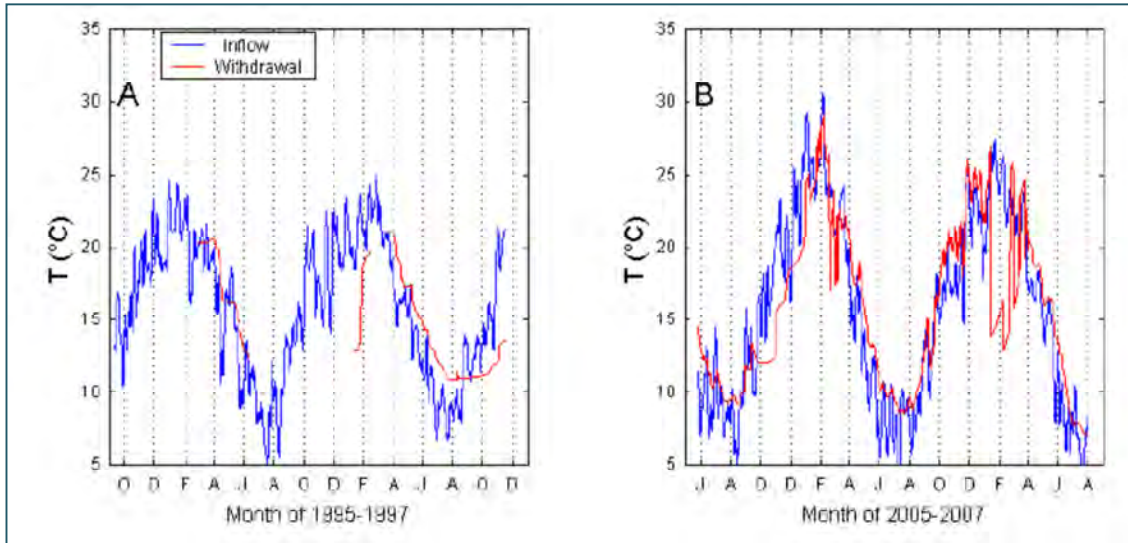 35
30
25
20
15
10
5
T (°C)
A
Inflow
Withdrawal
O D F A J A O D F A J A O D
Month of 1995-1997
35
30
25
20
15
10
5
T (°C)
B
J A O D F A J A O D F A J A
Month of 2005-2007